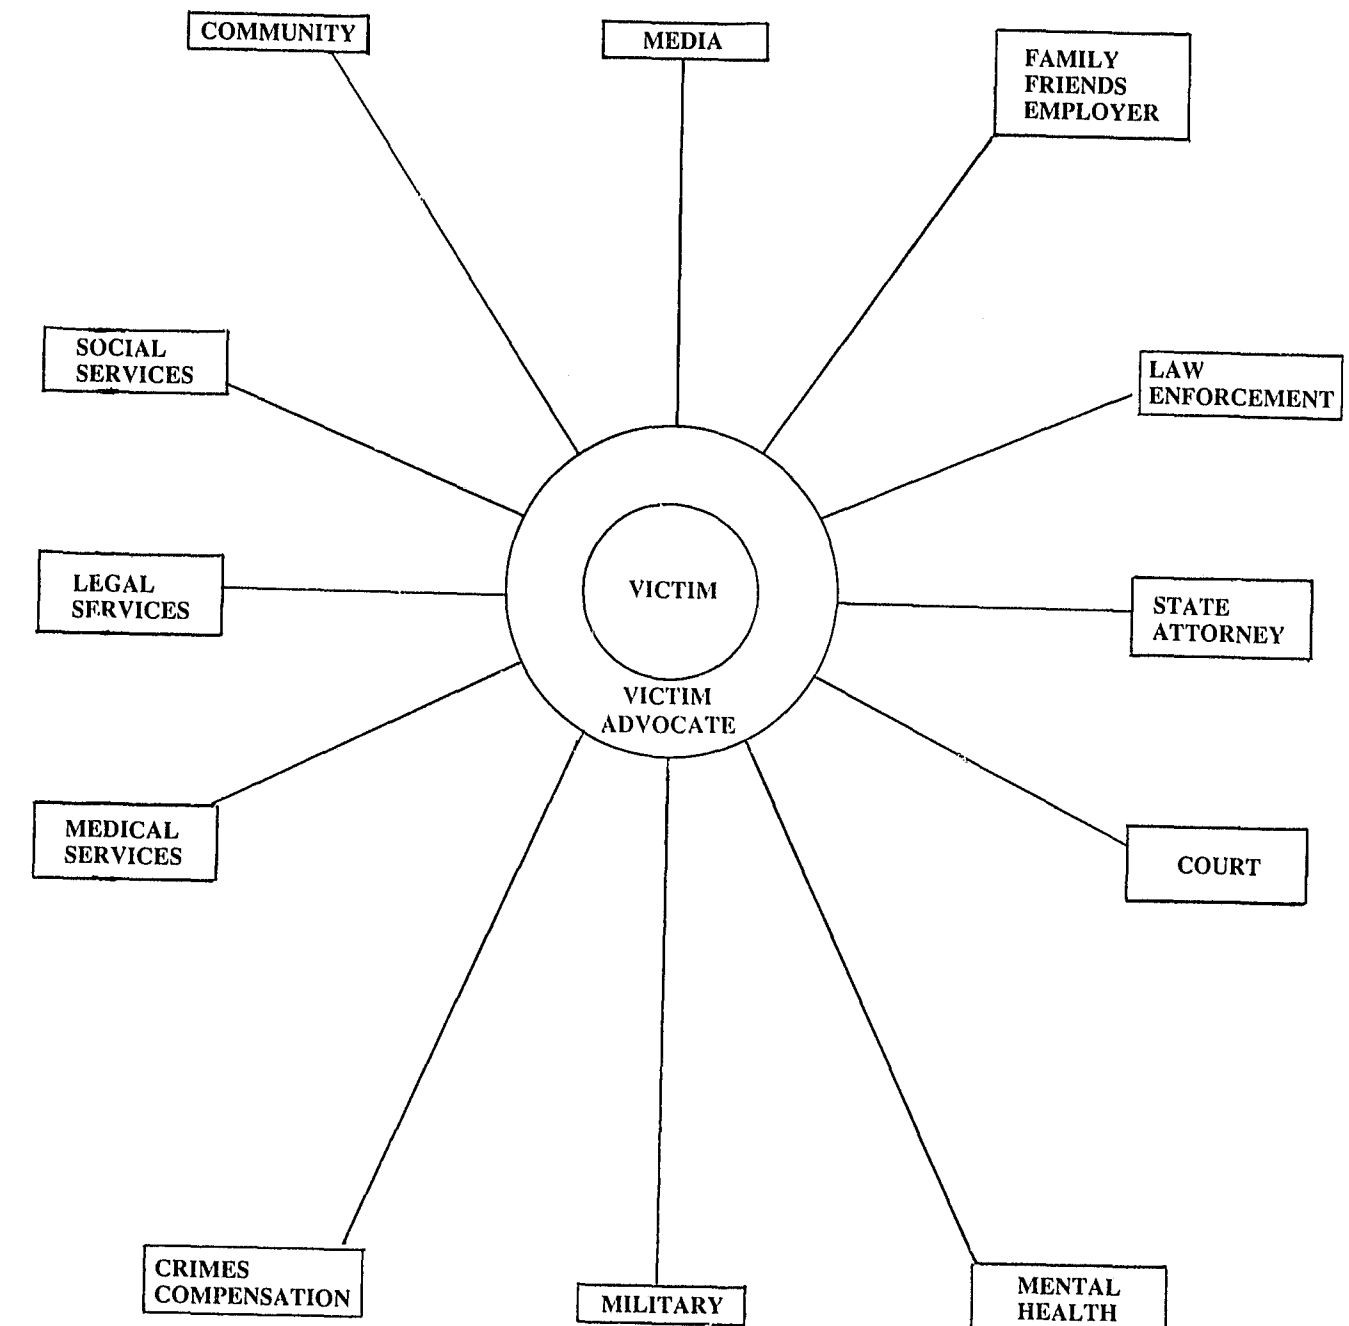 COMMUNITY
MEDIA
FAMILY
FRIENDS
EMPLOYER
SOCIAL
SERVICES
LAW
ENFORCEMENT
LEGAL
SERVICES
VICTIM
STATE
ATTORNEY
VICTIM
ADVOCATE
MEDICAL
SERVICES
COURT
CRIMES
COMPENSATION
MILITARY
MENTAL
HEALTH